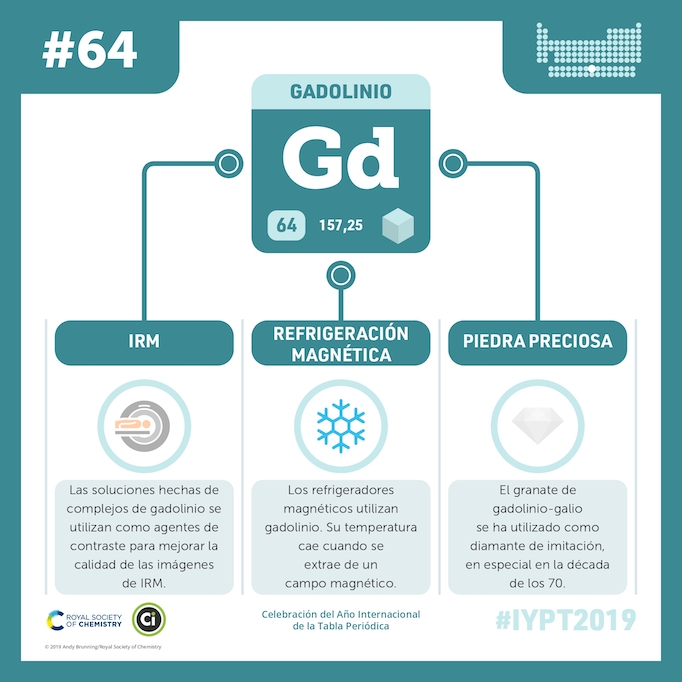 #64
GADOLINIO
Gd
64
157,25
IRM
Las soluciones hechas de
complejos de gadolinio se
utilizan como agentes de
contraste para mejorar la
calidad de las imágenes
de IRM.
REFRIGERACIÓN
MAGNÉTICA
Los refrigeradores
magnéticos utilizan
gadolinio. Su temperatura
cae cuando se
extrae de un
campo magnético.
PIEDRA PRECIOSA
El granate de
gadolinio-galio
se ha utilizado como
diamante de imitación,
en especial en la década
de los 70.
ROYAL SOCIETY
OF CHEMISTRY
Ci
Celebración del Año Internacional
de la Tabla Periódica
#IYPT2019
© 2019 Andy Brunning/Royal Society of Chemistry